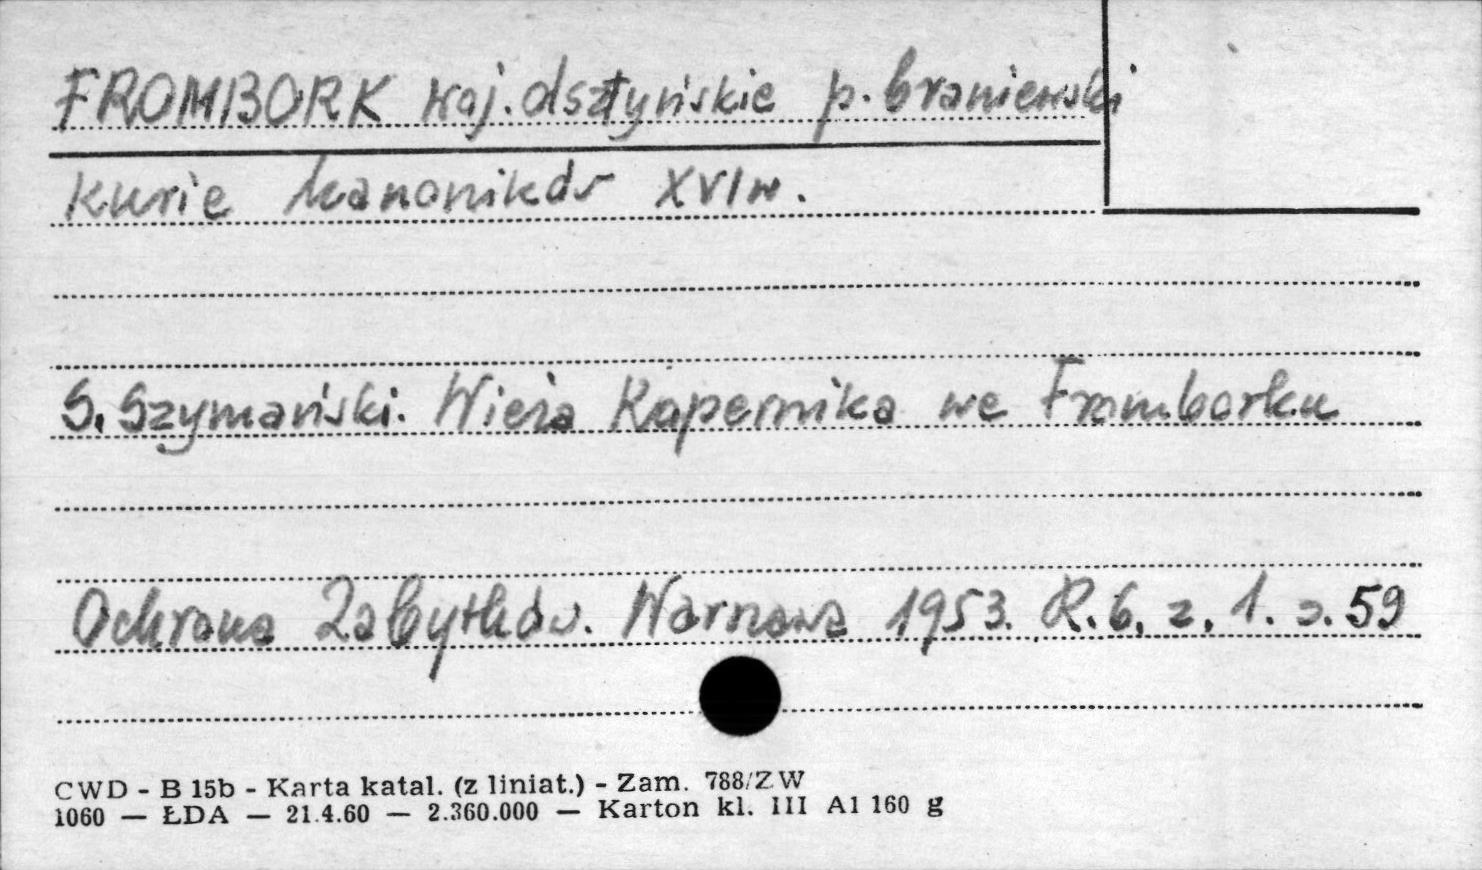 FROMBORK woj. olsztyńskie p. braniewski
kurie kanoników XVI w.
S. Szymański: Wieża Kopernika we Fromborku
Ochrona Zabytków. Warszawa 1953. R. 6, z. 1. s. 59
CWD - B 15b - Karta katal. (z liniat.) - Zam. 788/ZW
1060 — ŁDA — 21.4.60 — 2.360.000 — Karton kl. III A1 160 g